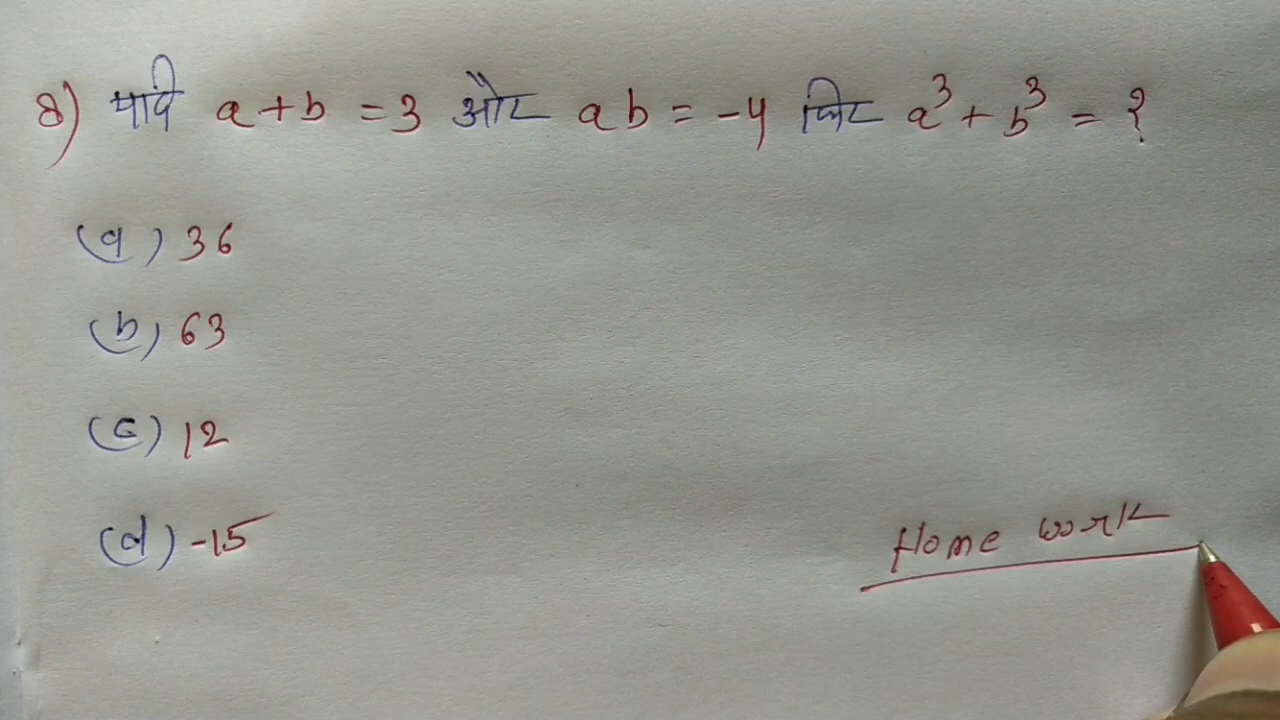 8) यदि a + b = 3 और ab = -4 फिर a³ + b³ = ?
(a) 36
(b) 63
(c) 12
(d) -15
Home work